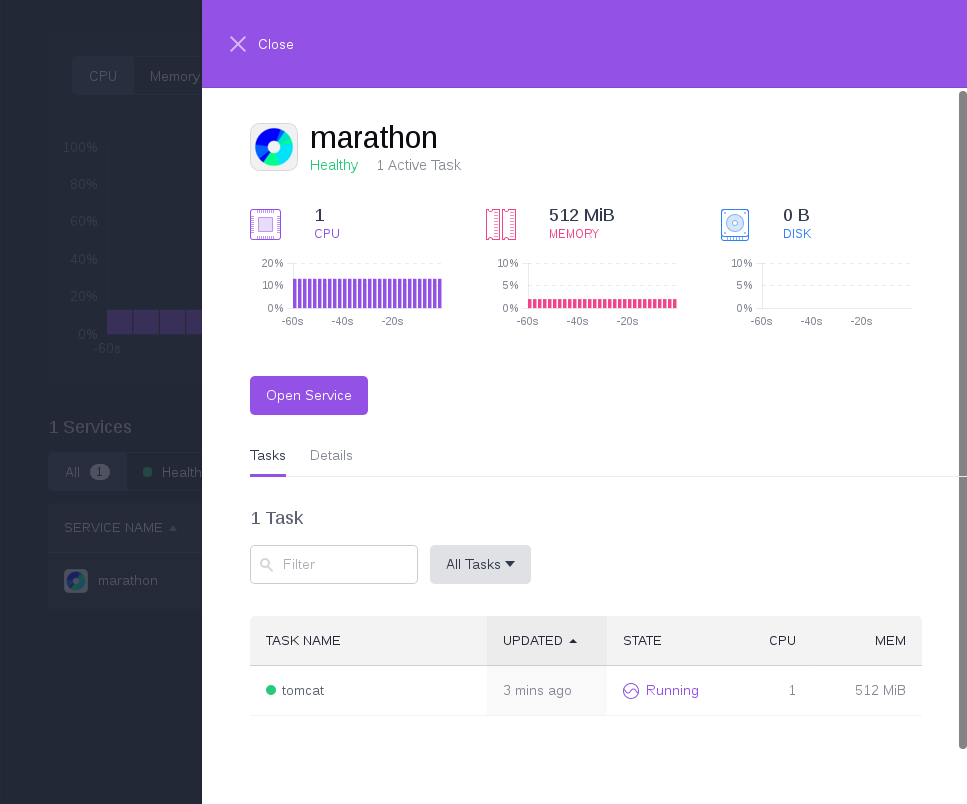 Close
CPU Memory
100%
80%
60%
40%
20%
0%
-60s
1 Services
All 1 Health
SERVICE NAME
marathon
marathon
Healthy 1 Active Task
1
CPU
20%
10%
0%
-60s -40s -20s
512 MiB
MEMORY
10%
5%
0%
-60s -40s -20s
0 B
DISK
10%
5%
0%
-60s -40s -20s
Open Service
Tasks Details
1 Task
Filter All Tasks
TASK NAME UPDATED STATE CPU MEM
tomcat 3 mins ago Running 1 512 MiB